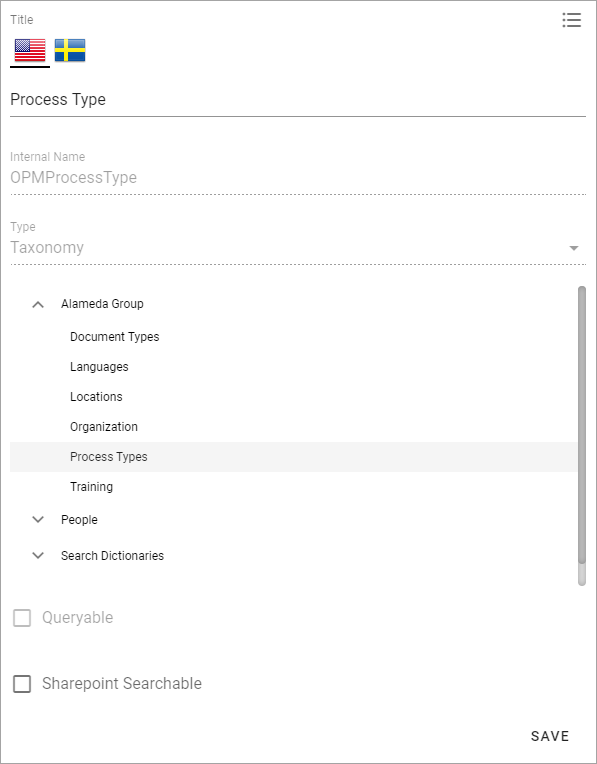 Title
Process Type
Internal Name
OPMProcessType
Type
Taxonomy
Alameda Group
Document Types
Languages
Locations
Organization
Process Types
Training
People
Search Dictionaries
Queryable
Sharepoint Searchable
SAVE